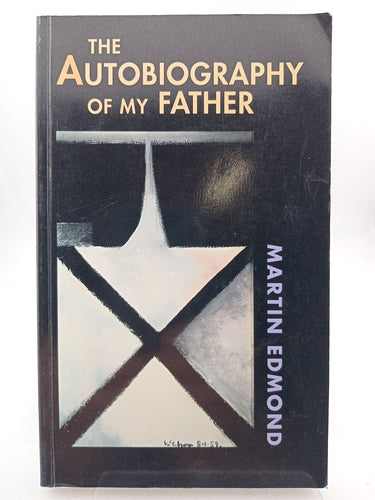 THE
AUTOBIOGRAPHY
OF MY FATHER
MARTIN EDMOND